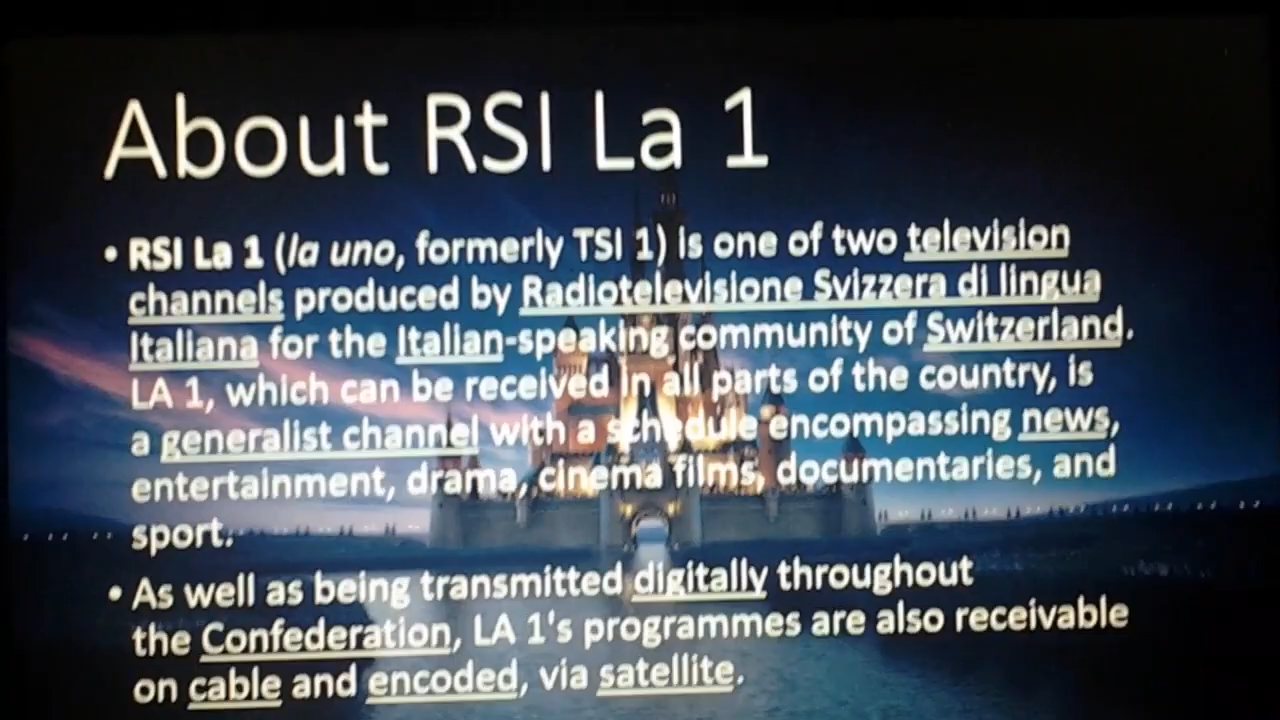 About RSI La 1
• RSI La 1 (la uno, formerly TSI 1) is one of two television
channels produced by Radiotelevisione Svizzera di lingua
Italiana for the Italian-speaking community of Switzerland.
LA 1, which can be received in all parts of the country, is
a generalist channel with a schedule encompassing news,
entertainment, drama, cinema films, documentaries, and
sport.
• As well as being transmitted digitally throughout
the Confederation, LA 1's programmes are also receivable
on cable and encoded, via satellite.